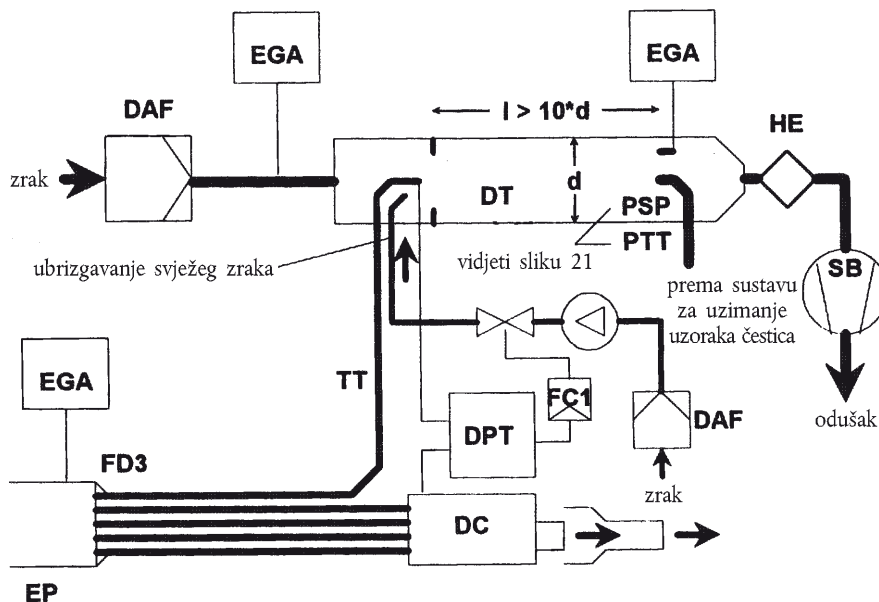 EGA
EGA
DAF
l > 10*d
HE
zrak
d
DT
PSP
PTT
SB
ubrizgavanje svježeg zraka
vidjeti sliku 21
prema sustavu
za uzimanje
uzoraka čestica
EGA
TT
FC1
DAF
odušak
DPT
FD3
zrak
DC
EP